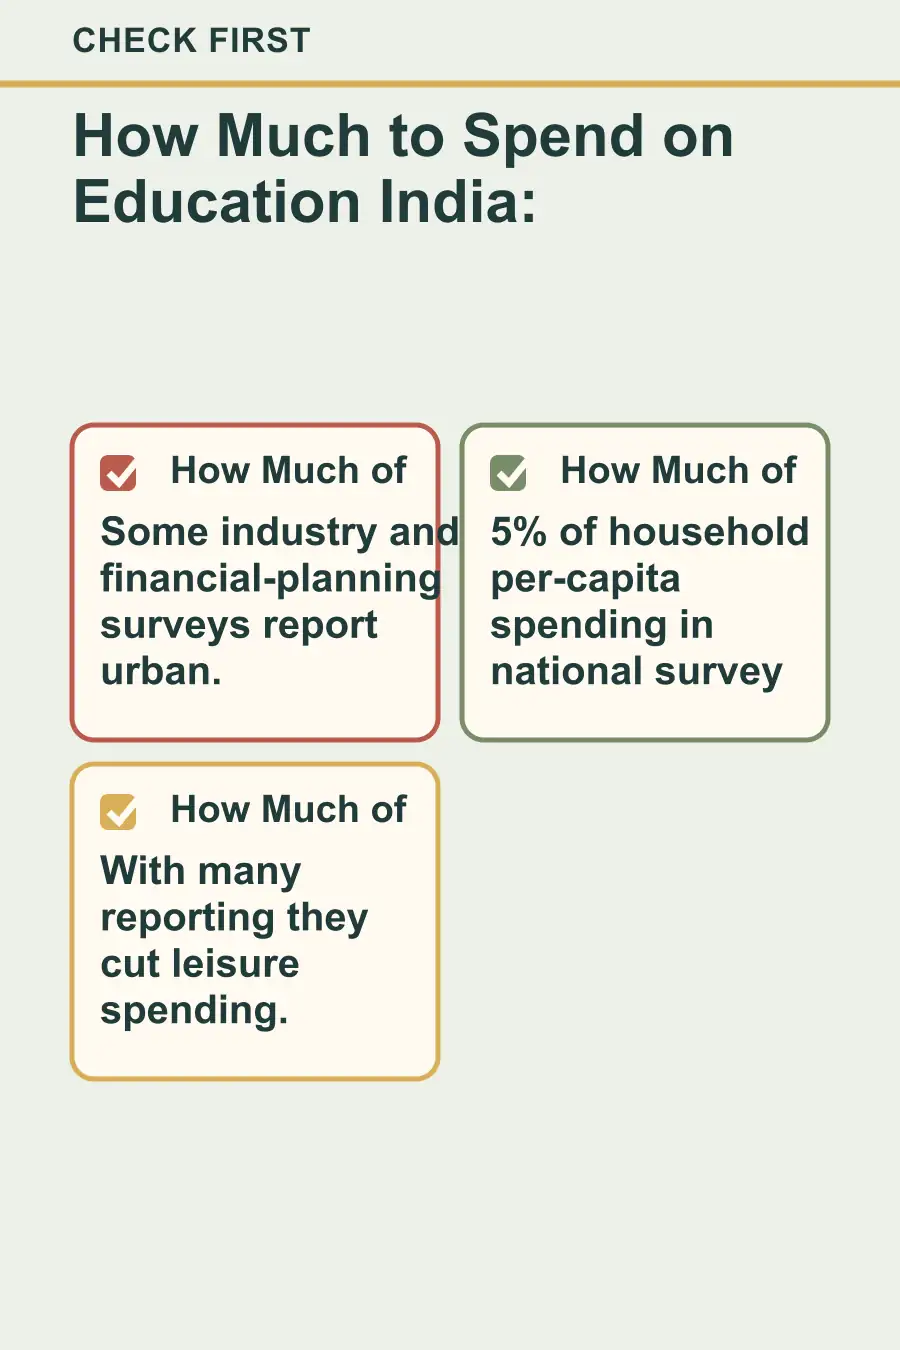 CHECK FIRST
How Much to Spend on
Education India:
How Much of
Some industry and
financial-planning
surveys report
urban.
How Much of
5% of household
per-capita
spending in
national survey
How Much of
With many
reporting they
cut leisure
spending.